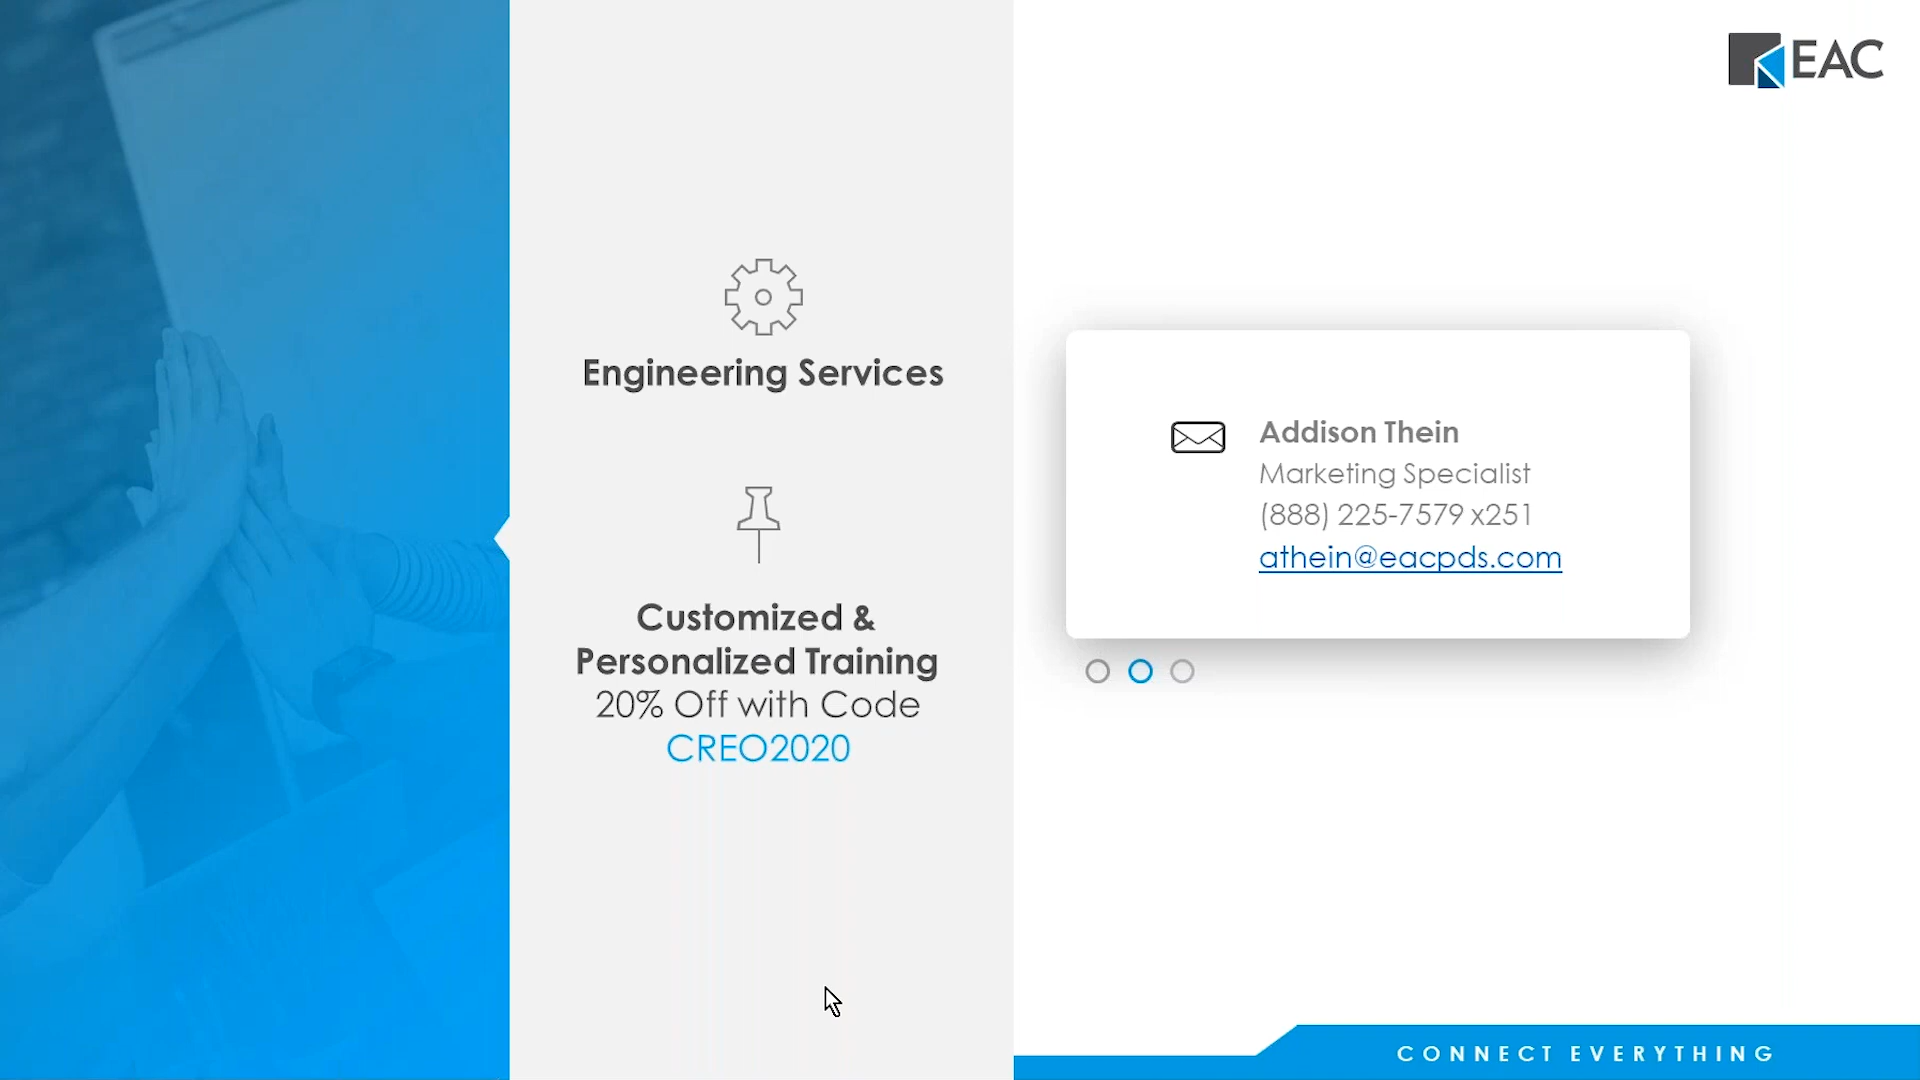 EAC
Engineering Services
Customized &
Personalized Training
20% Off with Code
CREO2020
Addison Thein
Marketing Specialist
(888) 225-7579 x251
athein@eacpds.com
CONNECT EVERYTHING